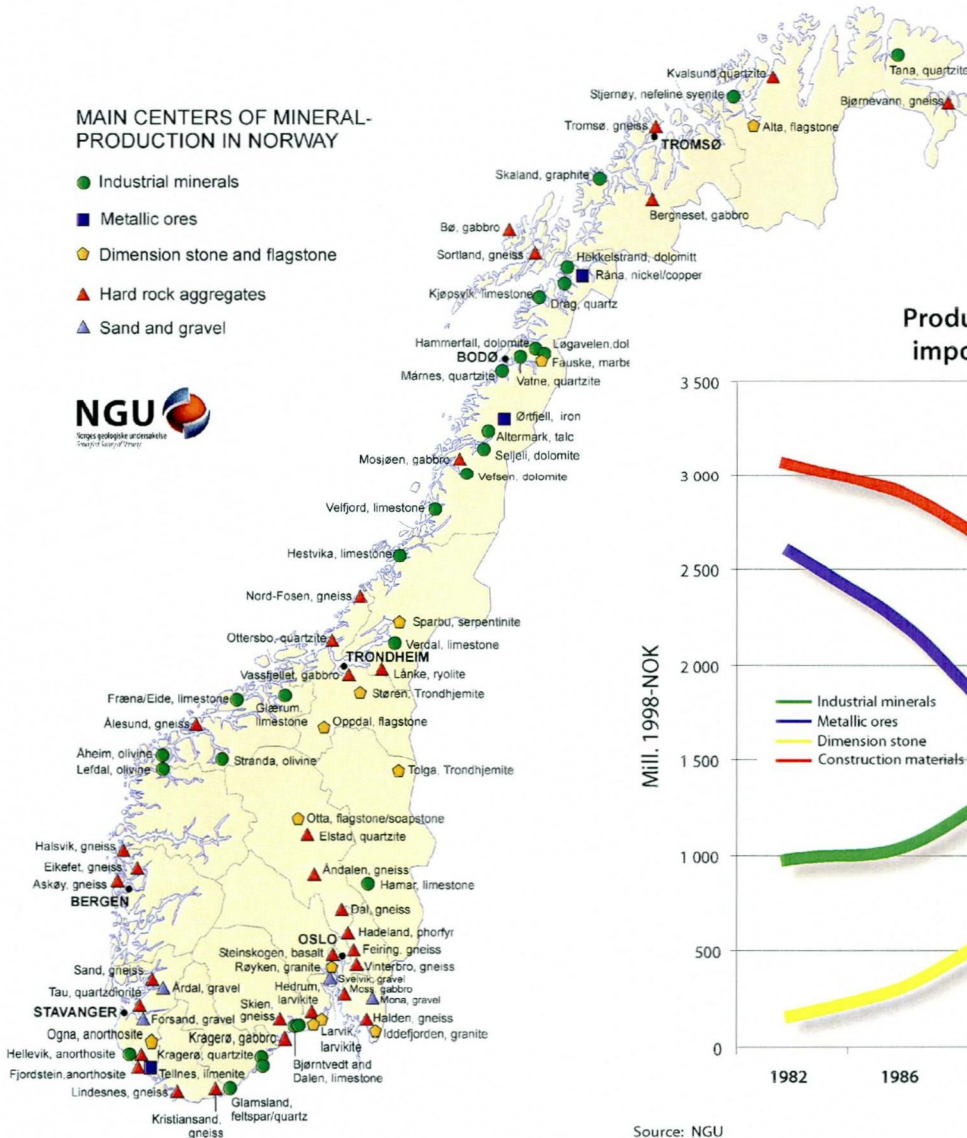 MAIN CENTERS OF MINERAL-
PRODUCTION IN NORWAY
Industrial minerals
Metallic ores
Dimension stone and flagstone
Hard rock aggregates
Sand and gravel
NGU
Norges geologiske undersøkelse
Geological Survey of Norway
Kvalsund,quartzite
Tana, quartzite
Stjernøy, nefeline syenite
Bjørnevann, gneiss
Tromsø, gneiss
Alta, flagstone
TROMSØ
Skaland, graphite
Bergneset, gabbro
Bø, gabbro
Sortland, gneiss
Hekkelstrand, dolomitt
Råna, nickel/copper
Kjøpsvik, limestone
Drag, quartz
Hammerfall, dolomite
Løgavelen,dol
BODØ
Fauske, marbe
Mårnes, quartzite
Vatne, quartzite
Ørtfjell, iron
Altermark, talc
Seljeli, dolomite
Mosjøen, gabbro
Vefsen, dolomite
Velfjord, limestone
Hestvika, limestone
Nord-Fosen, gneiss
Sparbu, serpentinite
Ottersbo, quartzite
Verdal, limestone
TRONDHEIM
Vassfjellet, gabbro
Lånke, ryolite
Støren, Trondhjemite
Fræna/Eide, limestone
Glærum,
limestone
Oppdal, flagstone
Ålesund, gneiss
Åheim, olivine
Stranda, olivine
Lefdal, olivine
Tolga, Trondhjemite
Otta, flagstone/soapstone
Elstad, quartzite
Halsvik, gneiss
Eikefet, gneiss
Åndalen, gneiss
Askøy, gneiss
Hamar, limestone
BERGEN
Dal, gneiss
Hadeland, phorfyr
OSLO
Steinskogen, basalt
Feiring, gneiss
Røyken, granite
Vinterbro, gneiss
Svelvik, gravel
Sand, gneiss
Hedrum,
larvikite
Moss, gabbro
Mona, gravel
Tau, quartzdiorite
Årdal, gravel
STAVANGER
Forsand, gravel
Skien,
gneiss
Halden, gneiss
Larvik,
larvikite
Iddefjorden, granite
Ogna, anorthosite
Kragerø, gabbro
Hellevik, anorthosite
Kragerø, quartzite
Bjørntvedt and
Dalen, limestone
Fjordstein,anorthosite
Tellnes, ilmenite
Lindesnes, gneiss
Glamsland,
feltspar/quartz
Kristiansand,
gneiss
Produ
impo
Mill. 1998-NOK
3 500
3 000
2 500
2 000
1 500
1 000
500
0
Industrial minerals
Metallic ores
Dimension stone
Construction materials
1982
1986
Source: NGU